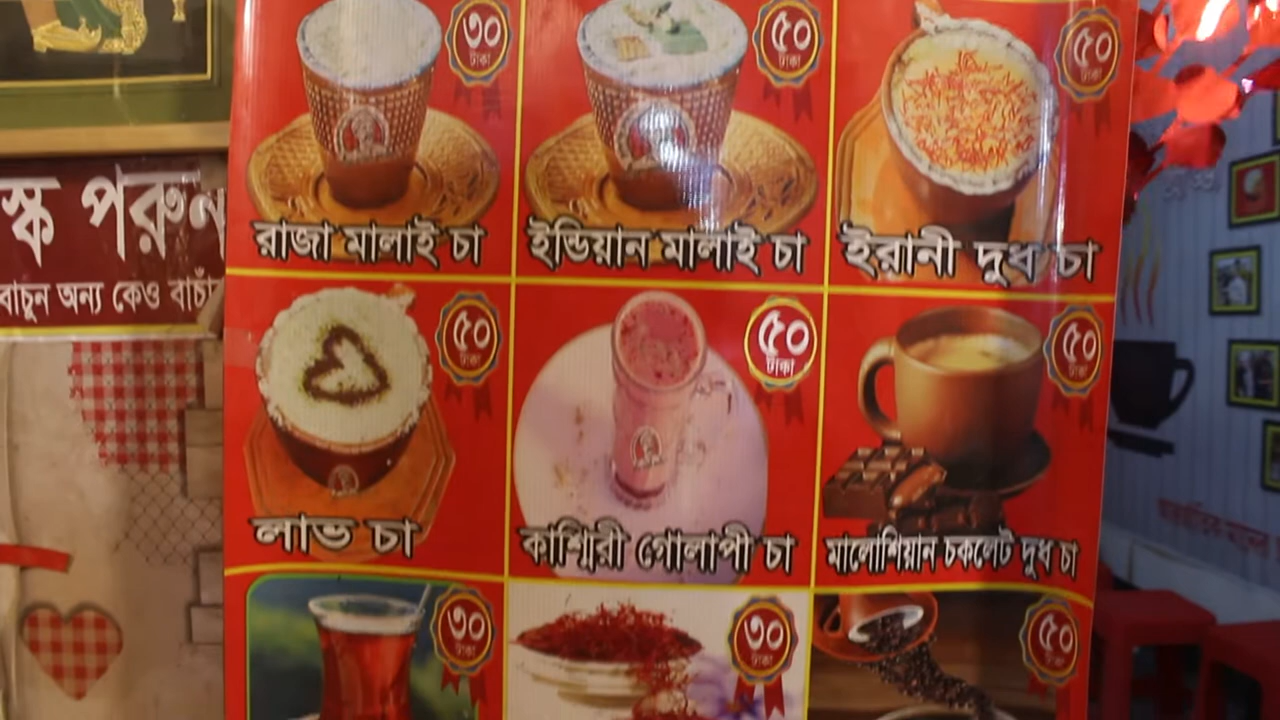 ৩০
টাকা
৫০
টাকা
৫০
টাকা
রাজা মালাই চা
ইন্ডিয়ান মালাই চা
ইরানী দুধ চা
স্ক পরুন
বাচুন অন্য কেও বাচাঁ
৫০
টাকা
৫০
টাকা
৫০
টাকা
লাভ চা
কাশ্মিরী গোলাপী চা
মালোশিয়ান চকলেট দুধ চা
৩০
টাকা
৩০
টাকা
৫০
টাকা